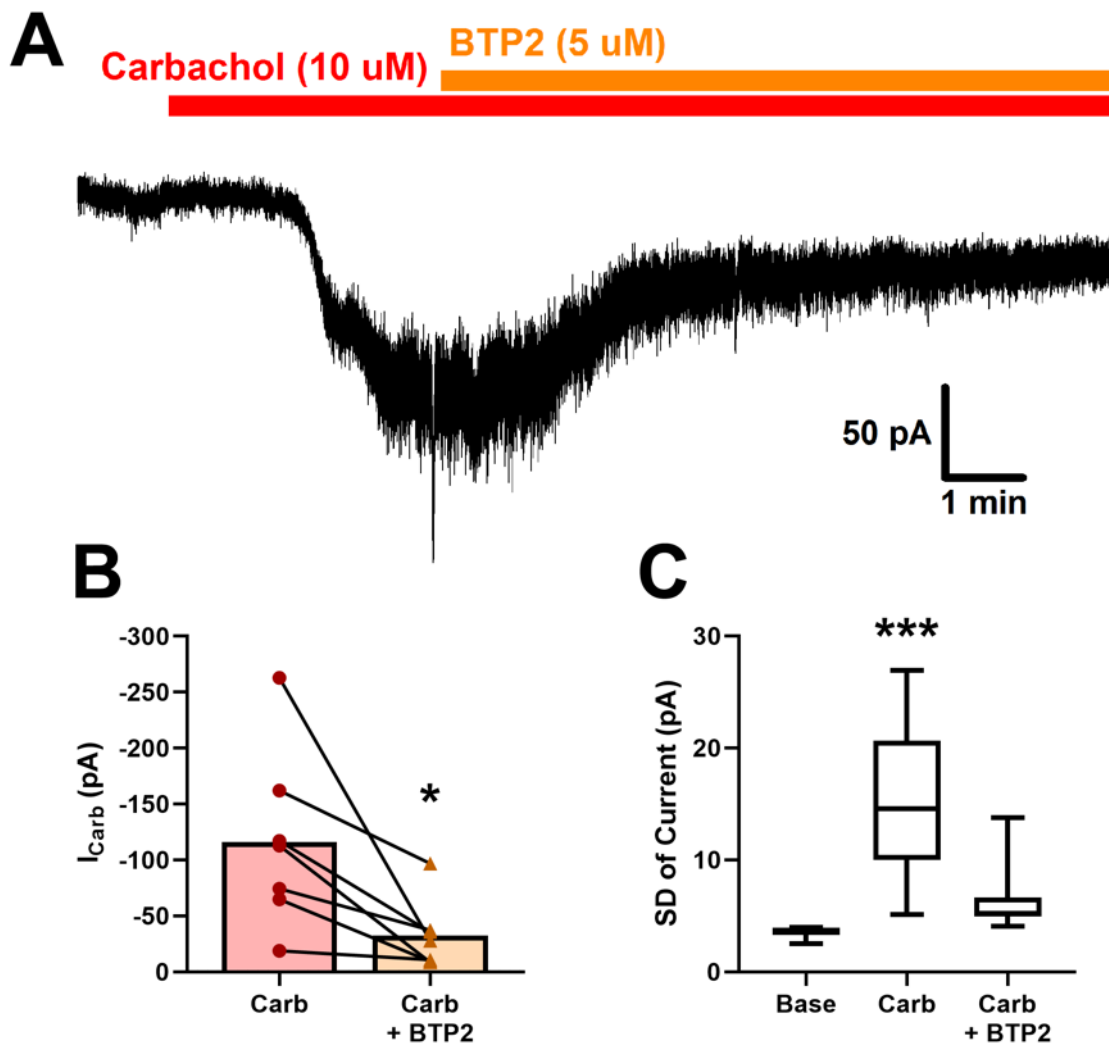 A
BTP2 (5 uM)
Carbachol (10 uM)
50 pA
1 min
B
C
-300
-250
-200
-150
-100
-50
0
I_Carb (pA)
*
Carb
Carb
+ BTP2
30
20
10
0
SD of Current (pA)
***
Base
Carb
Carb
+ BTP2